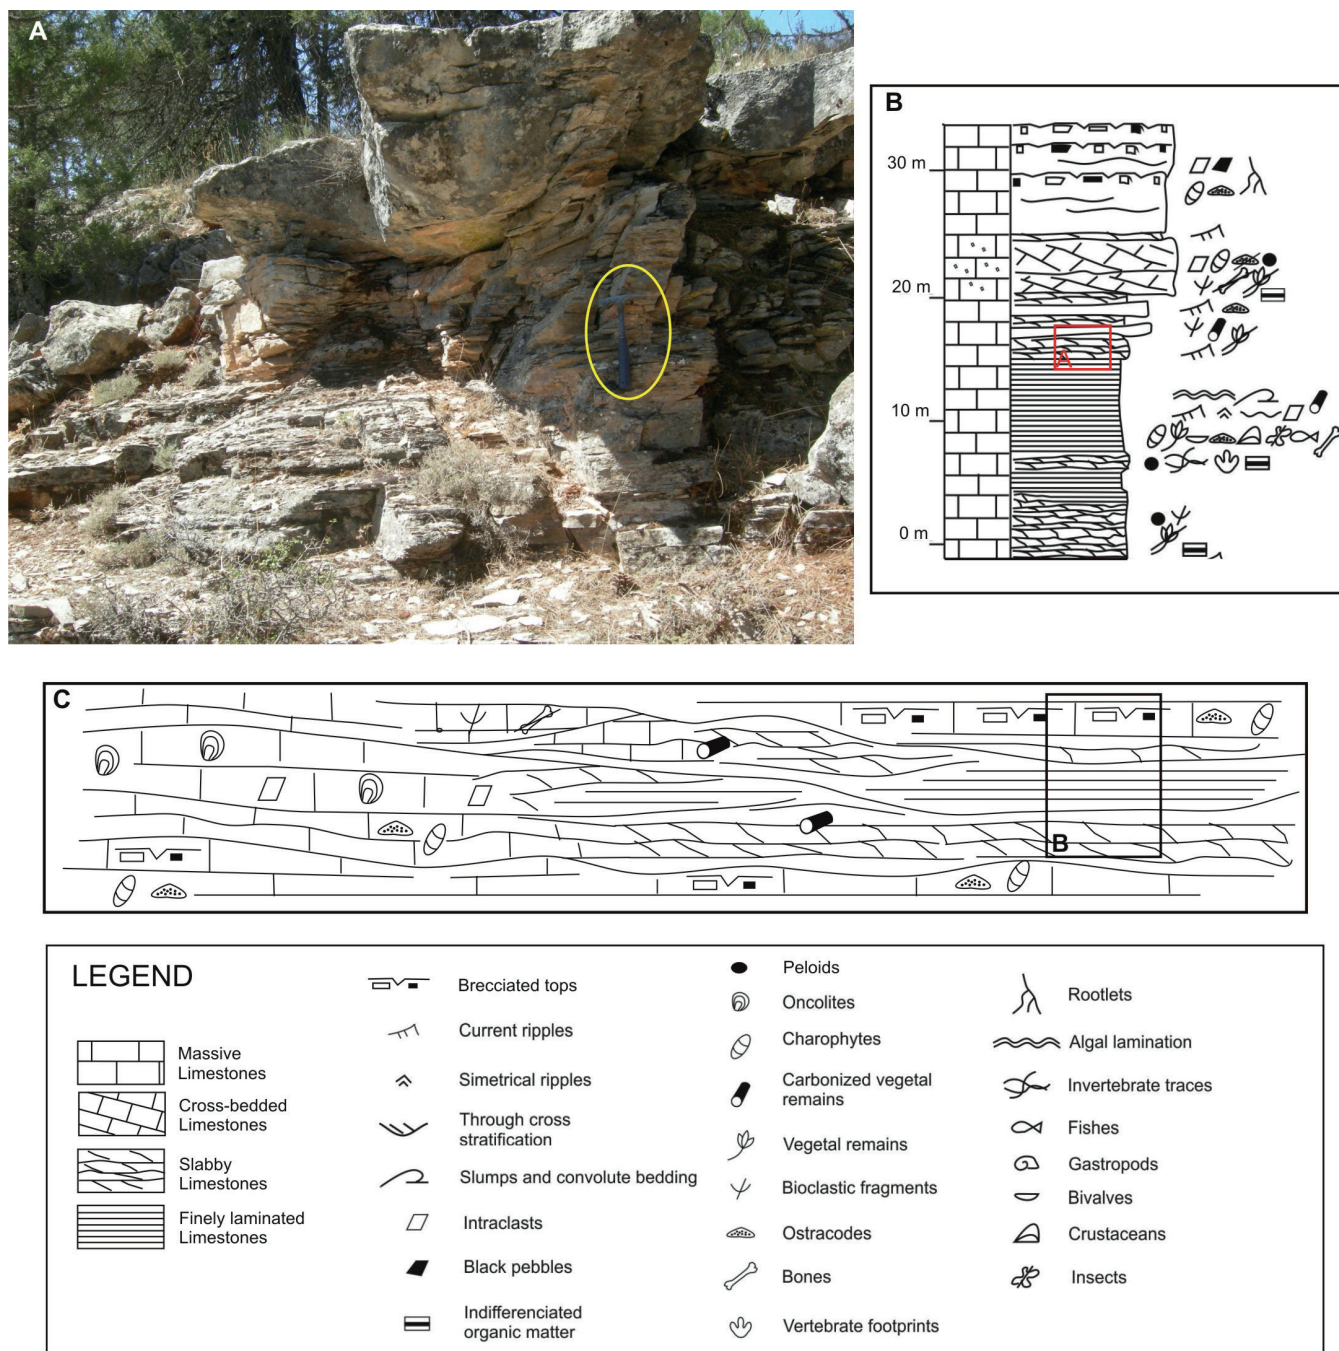 A
B
30 m
20 m
A
10 m
0 m
C
B
LEGEND
Massive
Limestones
Cross-bedded
Limestones
Slabby
Limestones
Finely laminated
Limestones
Brecciated tops
Current ripples
Simetrical ripples
Through cross
stratification
Slumps and convolute bedding
Intraclasts
Black pebbles
Indifferenciated
organic matter
Peloids
Oncolites
Charophytes
Carbonized vegetal
remains
Vegetal remains
Bioclastic fragments
Ostracodes
Bones
Vertebrate footprints
Rootlets
Algal lamination
Invertebrate traces
Fishes
Gastropods
Bivalves
Crustaceans
Insects